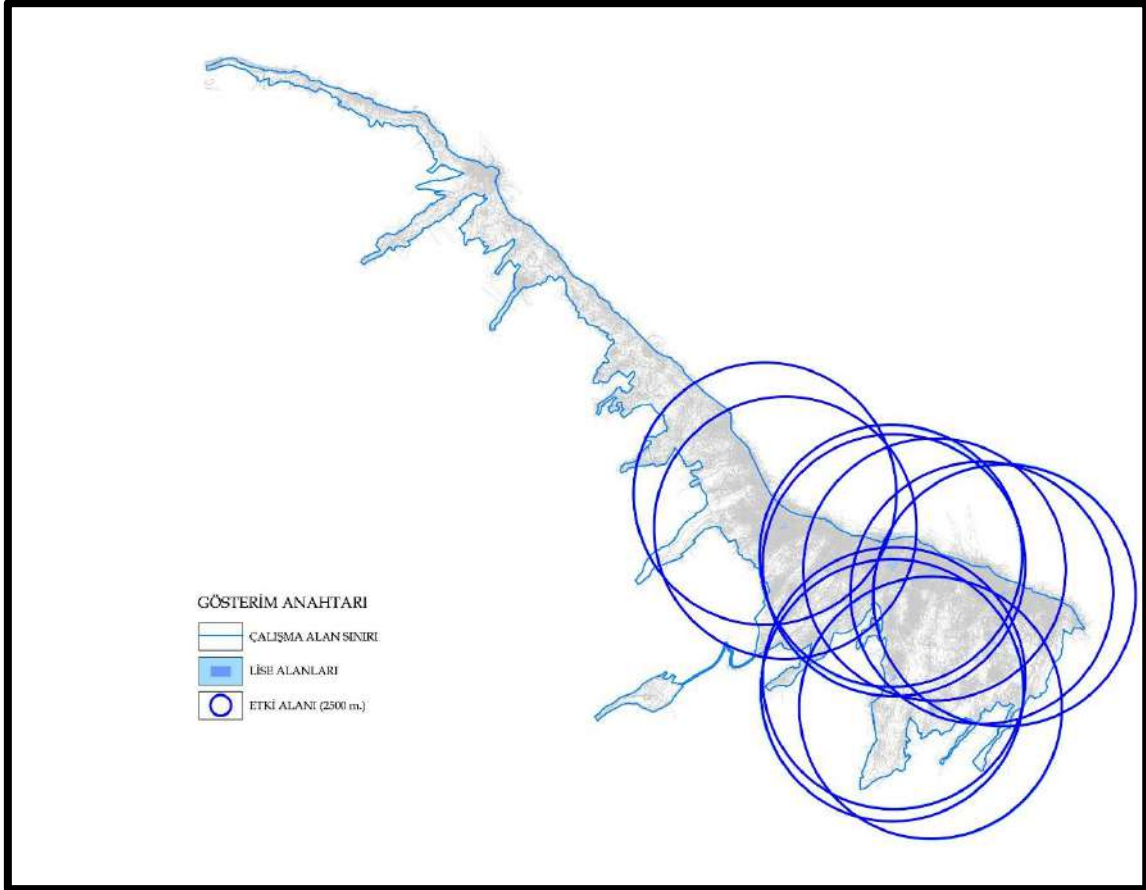 GÖSTERİM ANAHTARI
ÇALIŞMA ALAN SINIRI
LİSE ALANLARI
ETKİ ALANI (2500 m.)